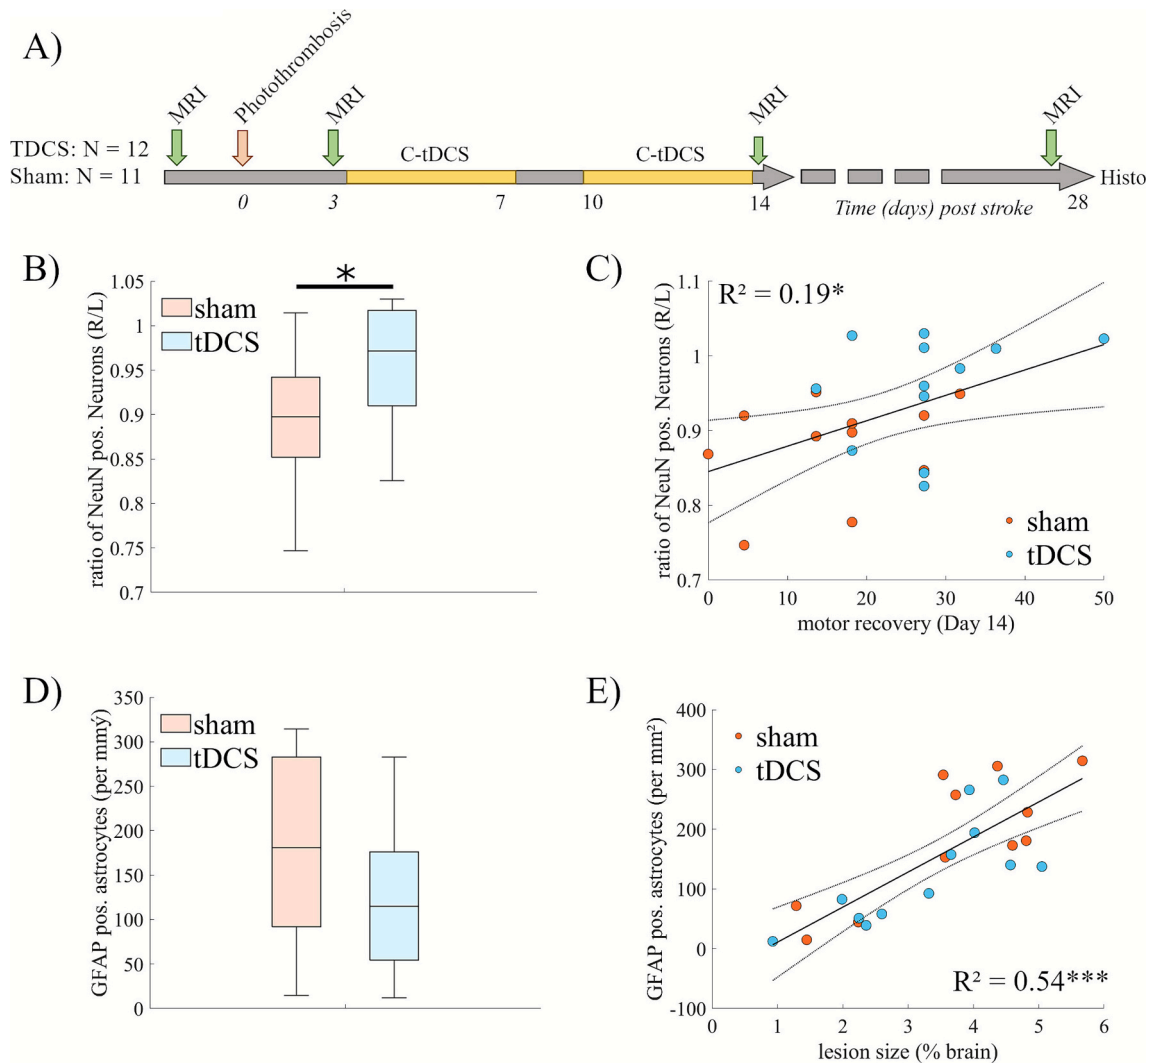 A)
MRI
Photothrombosis
MRI
MRI
MRI
TDCS: N = 12
Sham: N = 11
C-tDCS
C-tDCS
Histo
0
3
7
10
14
28
Time (days) post stroke
B)
ratio of NeuN pos. Neurons (R/L)
1.05
1
0.95
0.9
0.85
0.8
0.75
0.7
*
sham
tDCS
C)
ratio of NeuN pos. Neurons (R/L)
1.1
1
0.9
0.8
0.7
R² = 0.19*
sham
tDCS
0
10
20
30
40
50
motor recovery (Day 14)
D)
GFAP pos. astrocytes (per mmý)
350
300
250
200
150
100
50
0
sham
tDCS
E)
GFAP pos. astrocytes (per mm²)
400
300
200
100
0
-100
sham
tDCS
R² = 0.54***
0
1
2
3
4
5
6
lesion size (% brain)